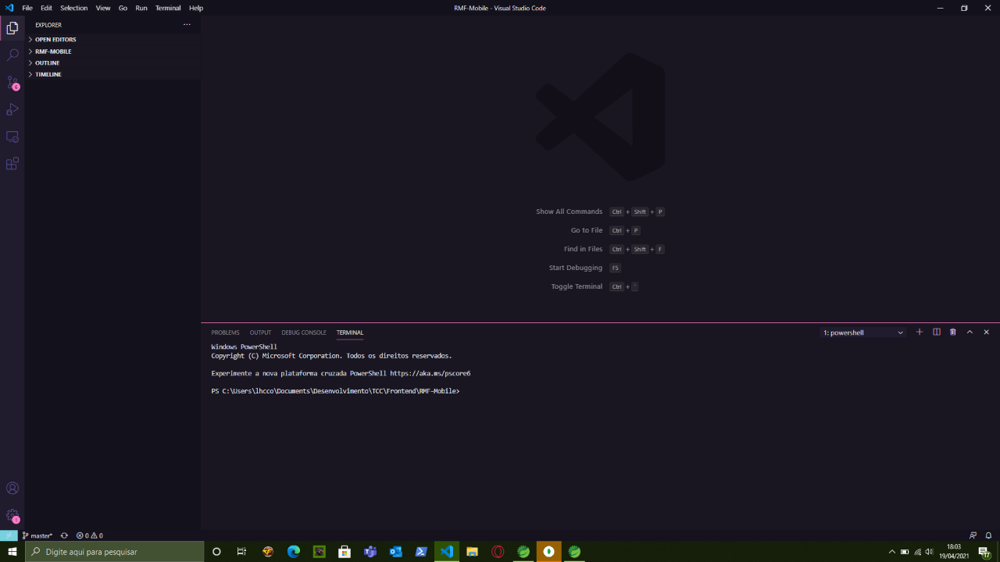 File Edit Selection View Go Run Terminal Help
RMF-Mobile - Visual Studio Code
EXPLORER
OPEN EDITORS
RMF-MOBILE
OUTLINE
TIMELINE
6
Show All Commands Ctrl + Shift + P
Go to File Ctrl + P
Find in Files Ctrl + Shift + F
Start Debugging F5
Toggle Terminal Ctrl + `
PROBLEMS OUTPUT DEBUG CONSOLE TERMINAL
1: powershell
Windows PowerShell
Copyright (C) Microsoft Corporation. Todos os direitos reservados.
Experimente a nova plataforma cruzada PowerShell https://aka.ms/pscore6
PS C:\Users\lhcco\Documents\Desenvolvimento\TCC\Frontend\RMF-Mobile>
1
master* 0 0
Digite aqui para pesquisar
18:03
19/04/2021
17